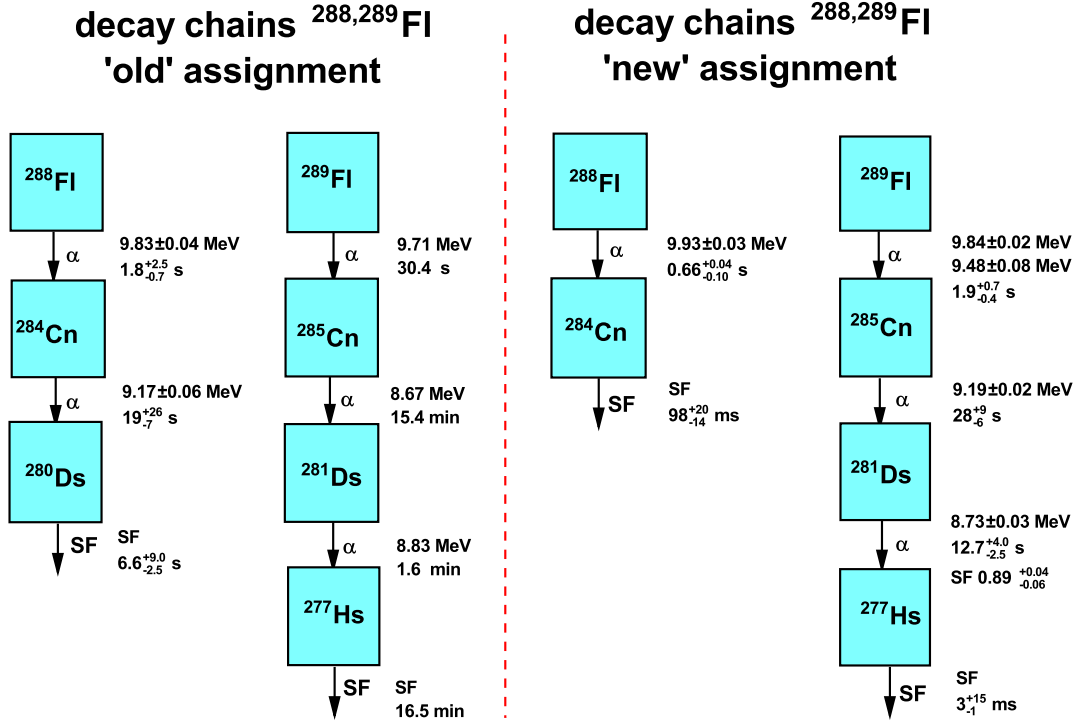 decay chains ²⁸⁸,²⁸⁹Fl
'old' assignment
²⁸⁸Fl
α
9.83±0.04 MeV
1.8 +2.5 -0.7 s
²⁸⁴Cn
α
9.17±0.06 MeV
19 +26 -7 s
²⁸⁰Ds
SF
SF
6.6 +9.0 -2.5 s
²⁸⁹Fl
α
9.71 MeV
30.4 s
²⁸⁵Cn
α
8.67 MeV
15.4 min
²⁸¹Ds
α
8.83 MeV
1.6 min
²⁷⁷Hs
SF
SF
16.5 min
decay chains ²⁸⁸,²⁸⁹Fl
'new' assignment
²⁸⁸Fl
α
9.93±0.03 MeV
0.66 +0.04 -0.10 s
²⁸⁴Cn
SF
SF
98 +20 -14 ms
²⁸⁹Fl
α
9.84±0.02 MeV
9.48±0.08 MeV
1.9 +0.7 -0.4 s
²⁸⁵Cn
α
9.19±0.02 MeV
28 +9 -6 s
²⁸¹Ds
α
8.73±0.03 MeV
12.7 +4.0 -2.5 s
SF 0.89 +0.04 -0.06
²⁷⁷Hs
SF
SF
3 +15 -1 ms